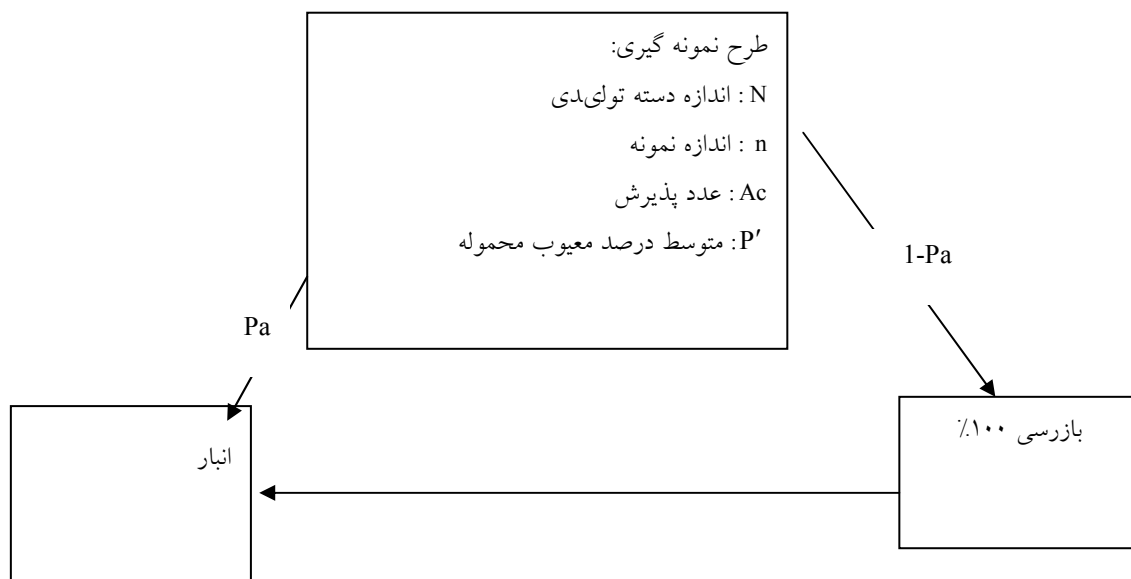 طرح نمونه گیری:
N : اندازه دسته تولیدی
n : اندازه نمونه
Ac : عدد پذیرش
P′ : متوسط درصد معیوب محموله
1-Pa
Pa
بازرسی ۱۰۰٪
انبار